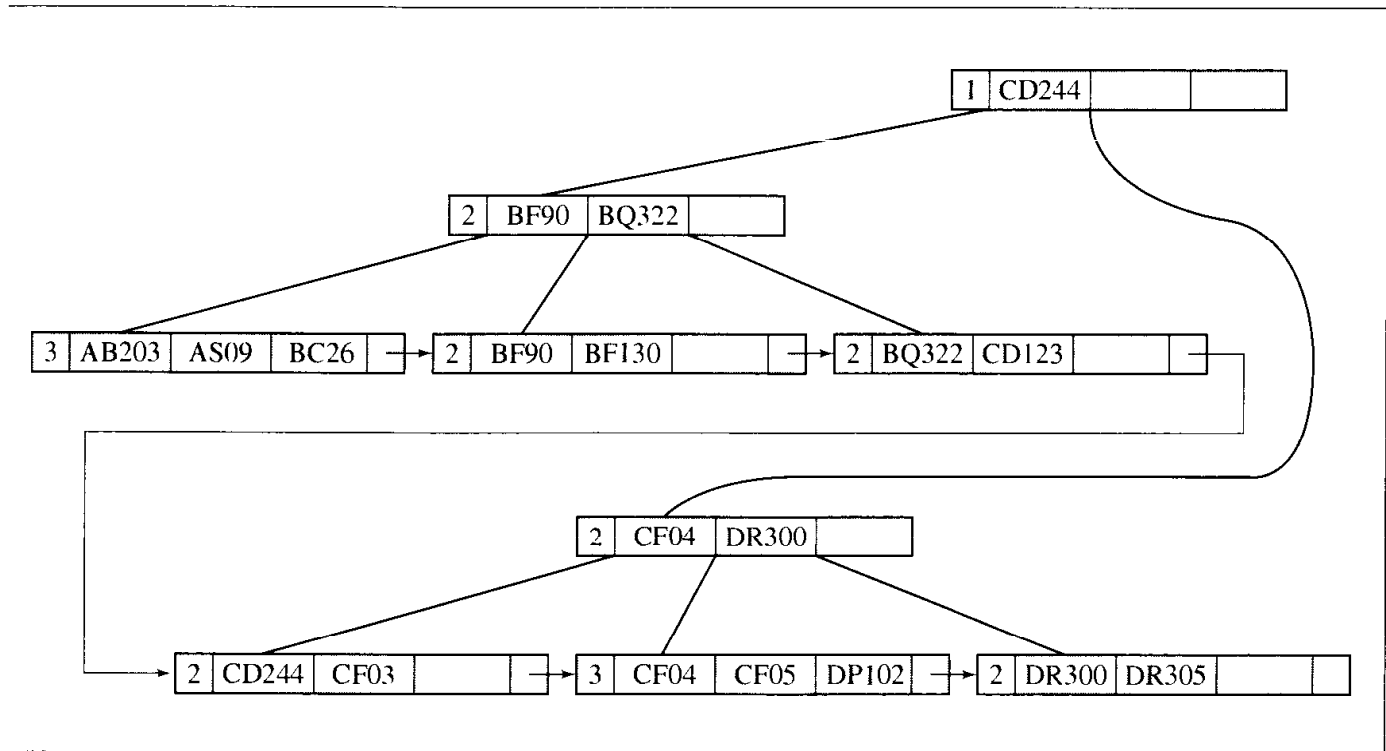 1 CD244
2 BF90 BQ322
3 AB203 AS09 BC26
2 BF90 BF130
2 BQ322 CD123
2 CF04 DR300
2 CD244 CF03
3 CF04 CF05 DP102
2 DR300 DR305